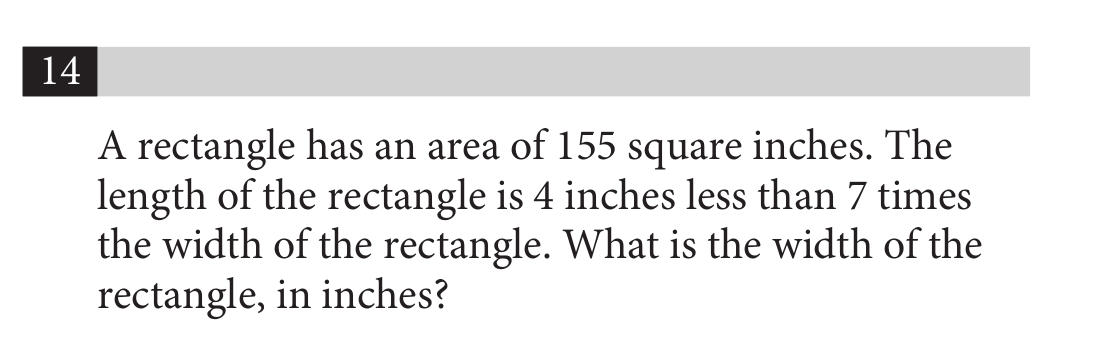 14
A rectangle has an area of 155 square inches. The
length of the rectangle is 4 inches less than 7 times
the width of the rectangle. What is the width of the
rectangle, in inches?